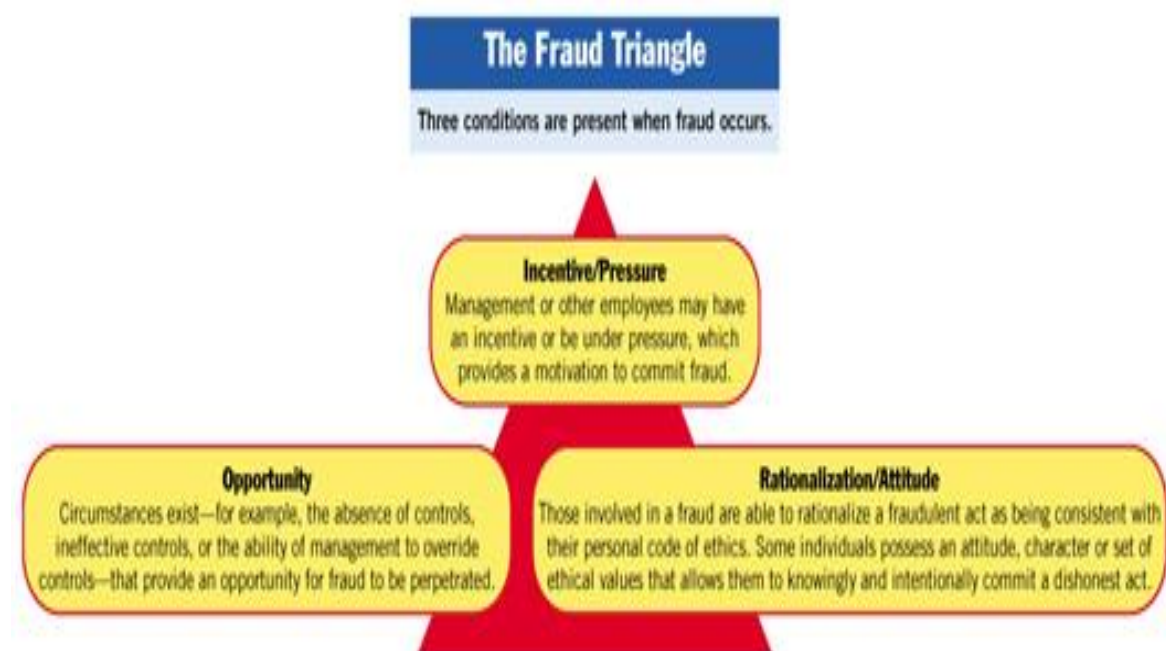 The Fraud Triangle
Three conditions are present when fraud occurs.
Incentive/Pressure
Management or other employees may have
an incentive or be under pressure, which
provides a motivation to commit fraud.
Opportunity
Circumstances exist—for example, the absence of controls,
ineffective controls, or the ability of management to override
controls—that provide an opportunity for fraud to be perpetrated.
Rationalization/Attitude
Those involved in a fraud are able to rationalize a fraudulent act as being consistent with
their personal code of ethics. Some individuals possess an attitude, character or set of
ethical values that allows them to knowingly and intentionally commit a dishonest act.